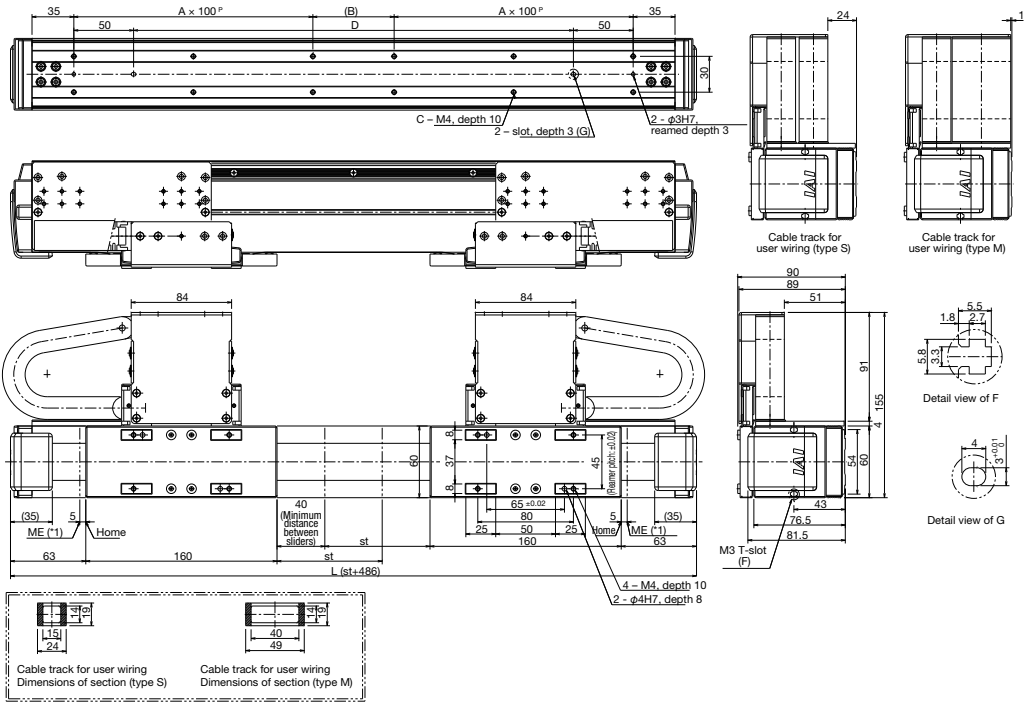 35
A × 100 P
(B)
A × 100 P
35
50
D
50
30
C – M4, depth 10
2 – slot, depth 3 (G)
2 - φ3H7,
reamed depth 3
24
1
IAI
IAI
Cable track for
user wiring (type S)
Cable track for
user wiring (type M)
84
84
90
89
51
91
4
155
IAI
54
60
43
76.5
81.5
M3 T-slot
(F)
5.5
1.8
2.7
5.8
3.3
Detail view of F
4
3 +0.01 0
Detail view of G
60
8
37
8
45
(Reamer pitch: ±0.02)
40
(Minimum
distance
between
sliders)
65 ±0.02
80
25
50
25
(35)
5
ME (*1)
Home
5
Home
ME (*1)
(35)
63
160
st
st
160
63
L (st+486)
4 – M4, depth 10
2 - φ4H7, depth 8
14
19
15
24
14
19
40
49
Cable track for user wiring
Dimensions of section (type S)
Cable track for user wiring
Dimensions of section (type M)